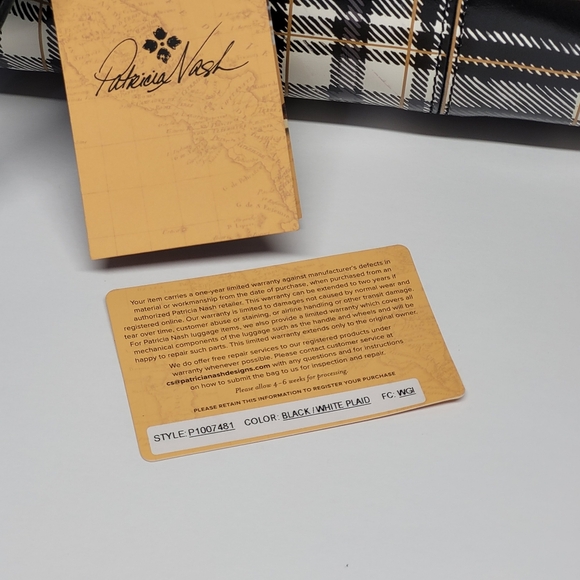 Patricia Nash
Your item carries a one-year limited warranty against manufacturer's defects in
material or workmanship from the date of purchase, when purchased from an
authorized Patricia Nash retailer. This warranty can be extended to two years if
registered online. Our warranty is limited to damages not caused by normal wear and
tear over time, customer abuse or staining, or airline handling or other transit damage.
For Patricia Nash luggage items, we also provide a limited warranty which covers all
mechanical components of the luggage such as the handle and wheels and will be
happy to repair such parts. This limited warranty extends only to the original owner.
We do offer free repair services to our registered products under
warranty whenever possible. Please contact customer service at
cs@patricianashdesigns.com with any questions and for instructions
on how to submit the bag to us for inspection and repair.
Please allow 4-6 weeks for processing.
PLEASE RETAIN THIS INFORMATION TO REGISTER YOUR PURCHASE
STYLE: P1007481 COLOR: BLACK / WHITE PLAID FC: WGI